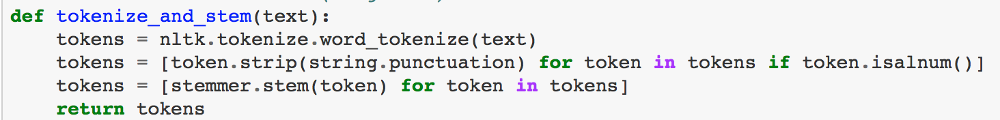 def tokenize_and_stem(text):
    tokens = nltk.tokenize.word_tokenize(text)
    tokens = [token.strip(string.punctuation) for token in tokens if token.isalnum()]
    tokens = [stemmer.stem(token) for token in tokens]
    return tokens